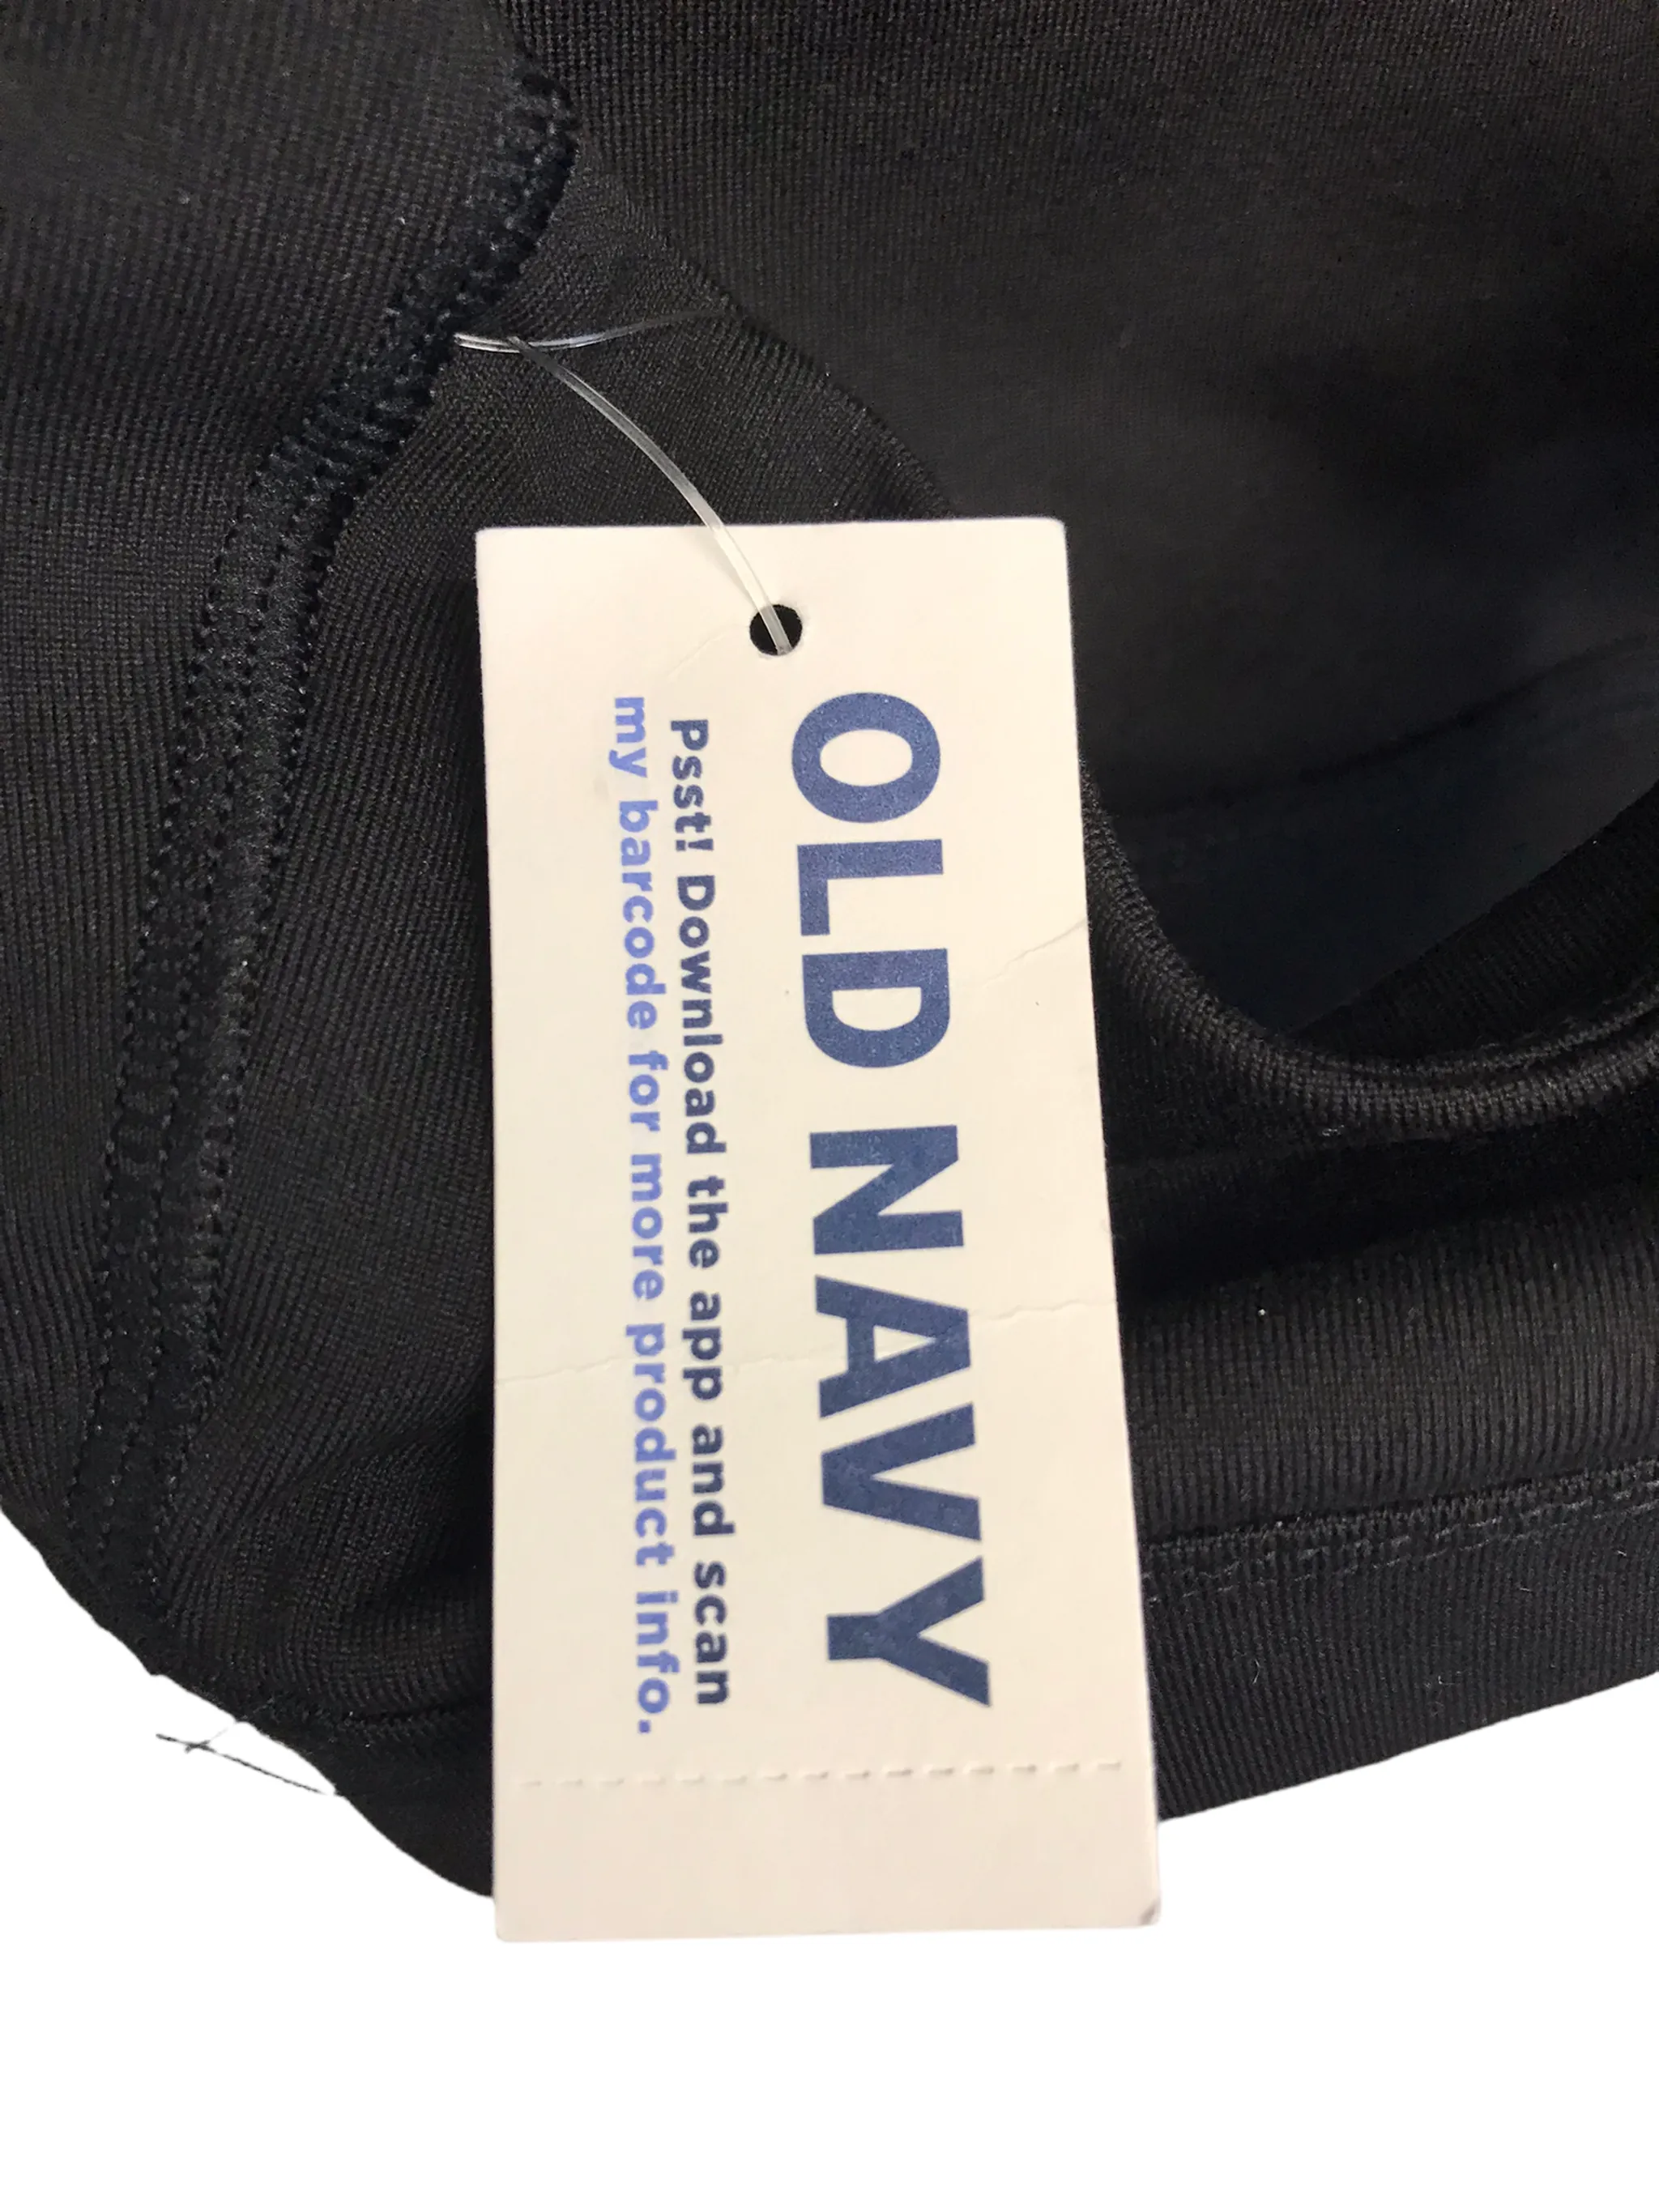 OLD NAVY
Psst! Download the app and scan
my barcode for more product info.